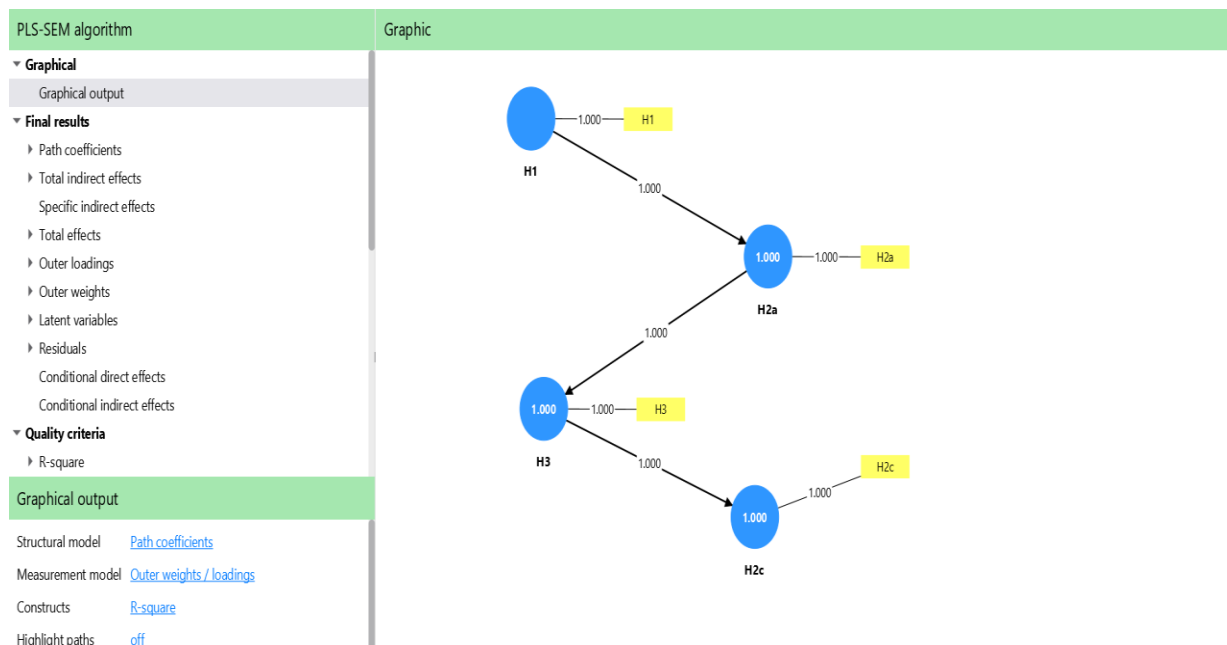 PLS-SEM algorithm
Graphical
Graphical output
Final results
Path coefficients
Total indirect effects
Specific indirect effects
Total effects
Outer loadings
Outer weights
Latent variables
Residuals
Conditional direct effects
Conditional indirect effects
Quality criteria
R-square
Graphical output
Structural model Path coefficients
Measurement model Outer weights / loadings
Constructs R-square
Highlight paths off
Graphic
1.000 H1
H1
1.000
1.000 1.000 H2a
H2a
1.000
1.000 1.000 H3
H3
1.000
H2c
1.000
1.000
H2c